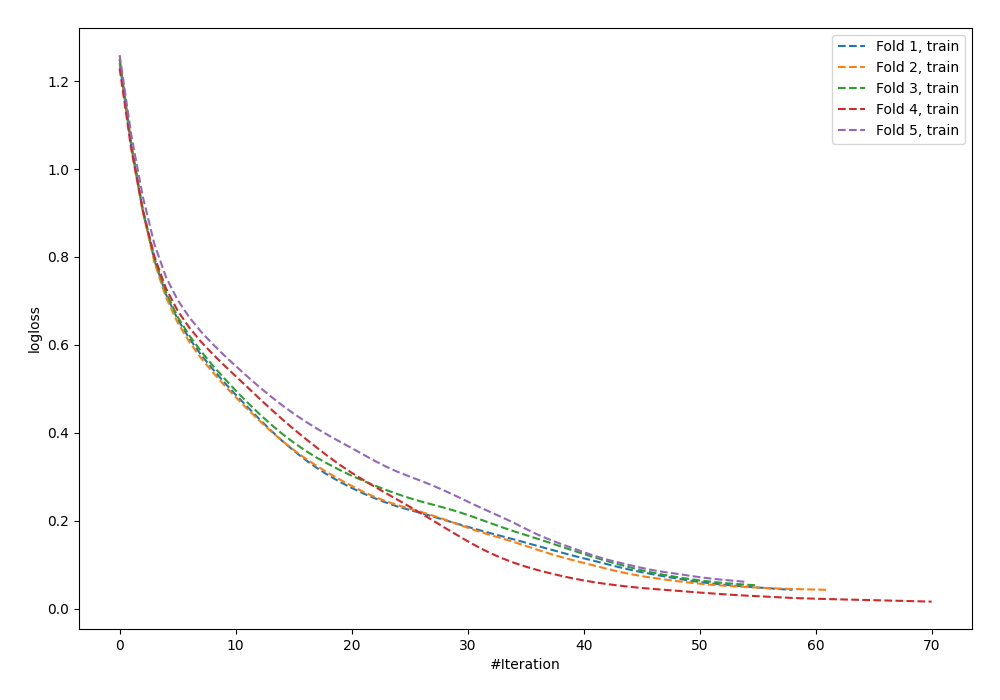 Fold 1, train
Fold 2, train
Fold 3, train
Fold 4, train
Fold 5, train
1.2
1.0
0.8
0.6
0.4
0.2
0.0
logloss
0 10 20 30 40 50 60 70
#Iteration